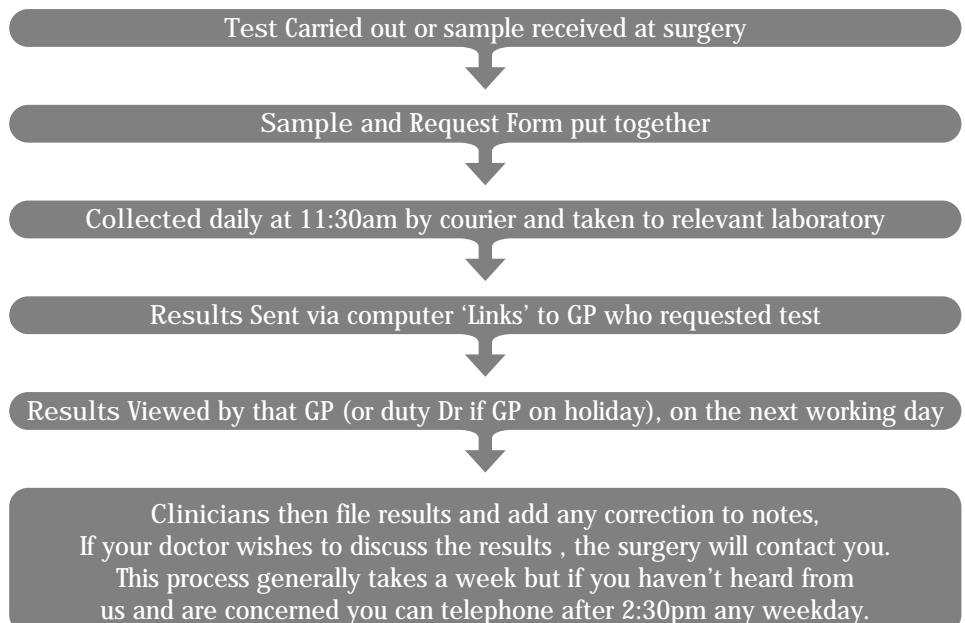 Test Carried out or sample received at surgery
Sample and Request Form put together
Collected daily at 11:30am by courier and taken to relevant laboratory
Results Sent via computer ‘Links’ to GP who requested test
Results Viewed by that GP (or duty Dr if GP on holiday), on the next working day
Clinicians then file results and add any correction to notes,
If your doctor wishes to discuss the results , the surgery will contact you.
This process generally takes a week but if you haven’t heard from
us and are concerned you can telephone after 2:30pm any weekday.